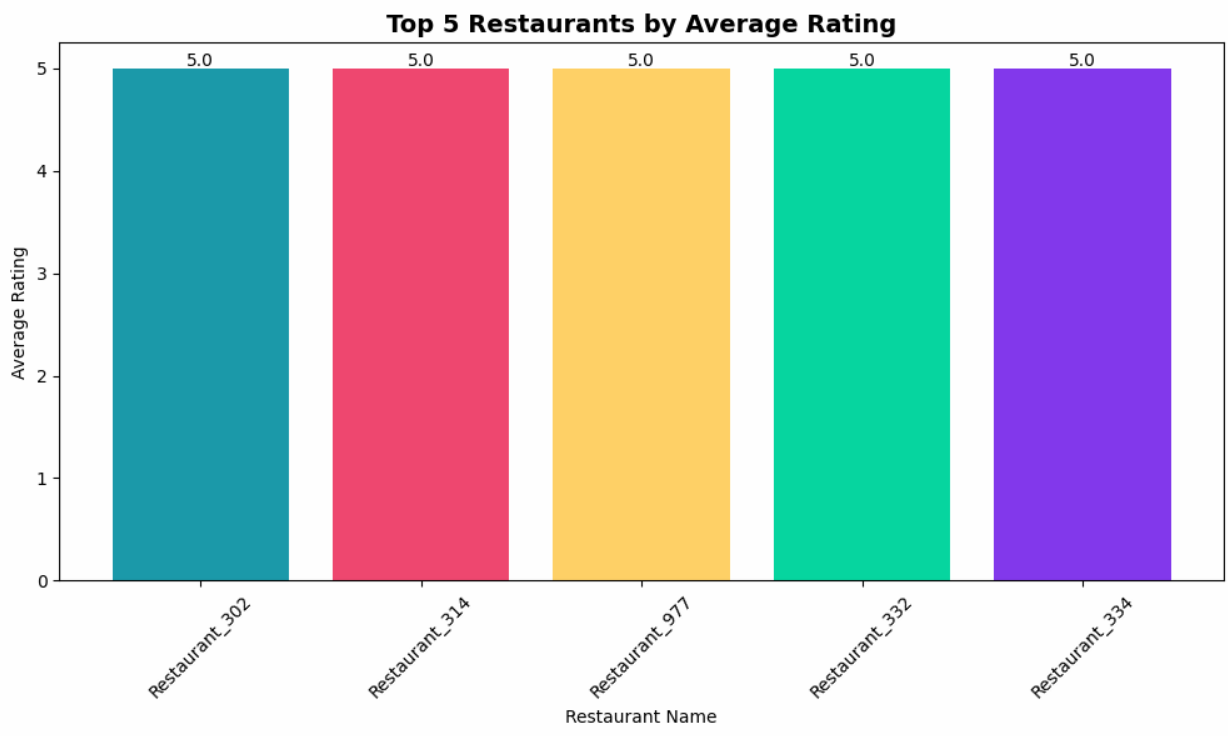 Top 5 Restaurants by Average Rating
5.0 5.0 5.0 5.0 5.0
5
4
3
2
1
0
Average Rating
Restaurant_302 Restaurant_314 Restaurant_977 Restaurant_332 Restaurant_334
Restaurant Name